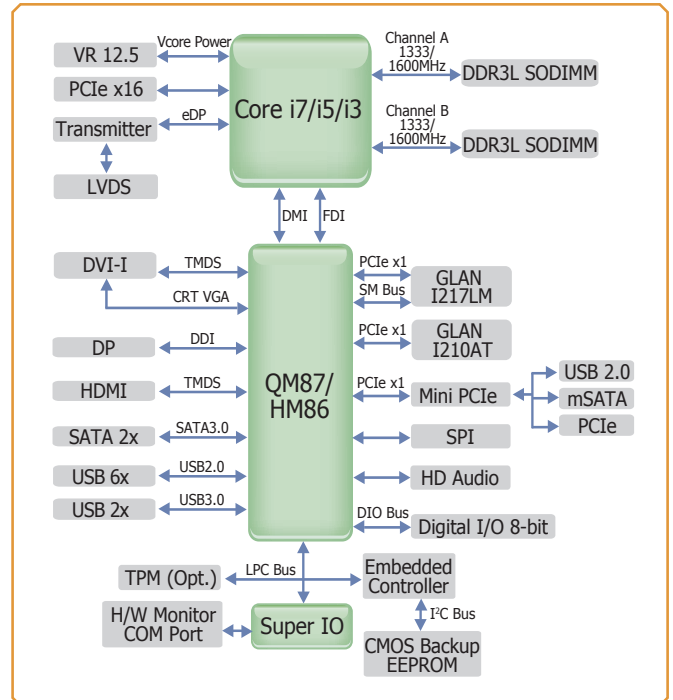 VR 12.5
Vcore Power
PCIe x16
Transmitter
eDP
LVDS
Core i7/i5/i3
Channel A
1333/
1600MHz
DDR3L SODIMM
Channel B
1333/
1600MHz
DDR3L SODIMM
DMI
FDI
DVI-I
TMDS
CRT VGA
DP
DDI
HDMI
TMDS
SATA 2x
SATA3.0
USB 6x
USB2.0
USB 2x
USB3.0
QM87/
HM86
PCIe x1
SM Bus
GLAN
I217LM
PCIe x1
GLAN
I210AT
PCIe x1
Mini PCIe
USB 2.0
mSATA
PCIe
SPI
HD Audio
DIO Bus
Digital I/O 8-bit
TPM (Opt.)
LPC Bus
Embedded
Controller
H/W Monitor
COM Port
Super IO
I²C Bus
CMOS Backup
EEPROM